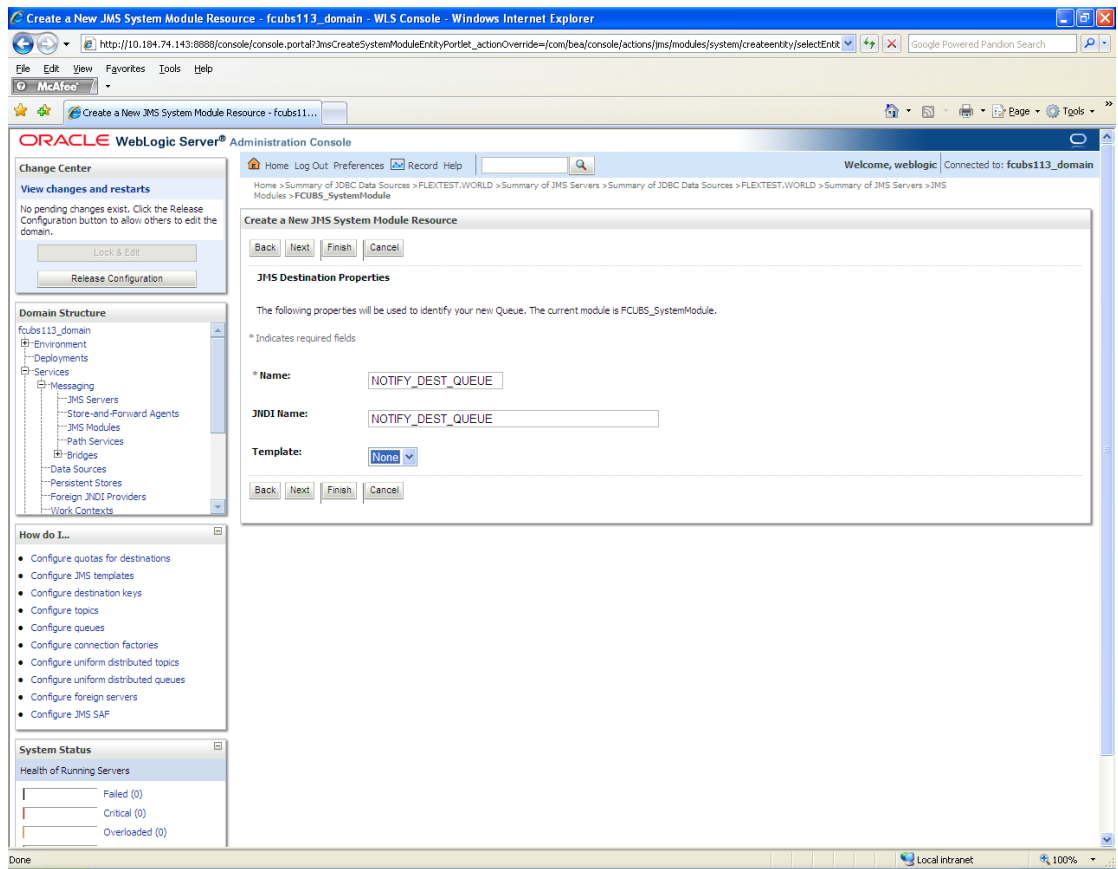 Create a New JMS System Module Resource - fcubs113_domain - WLS Console - Windows Internet Explorer
http://10.184.74.143:8888/console/console.portal?JmsCreateSystemModuleEntityPortlet_actionOverride=/com/bea/console/actions/jms/modules/system/createentity/selectEntit
Google Powered Pandion Search
File Edit View Favorites Tools Help
McAfee
Create a New JMS System Module Resource - fcubs11...
Page Tools »
ORACLE WebLogic Server® Administration Console
Change Center
View changes and restarts
No pending changes exist. Click the Release
Configuration button to allow others to edit the
domain.
Lock & Edit
Release Configuration
Domain Structure
fcubs113_domain
Environment
Deployments
Services
Messaging
JMS Servers
Store-and-Forward Agents
JMS Modules
Path Services
Bridges
Data Sources
Persistent Stores
Foreign JNDI Providers
Work Contexts
How do I...
Configure quotas for destinations
Configure JMS templates
Configure destination keys
Configure topics
Configure queues
Configure connection factories
Configure uniform distributed topics
Configure uniform distributed queues
Configure foreign servers
Configure JMS SAF
System Status
Health of Running Servers
Failed (0)
Critical (0)
Overloaded (0)
Home Log Out Preferences Record Help
Welcome, weblogic Connected to: fcubs113_domain
Home >Summary of JDBC Data Sources >FLEXTEST.WORLD >Summary of JMS Servers >Summary of JDBC Data Sources >FLEXTEST.WORLD >Summary of JMS Servers >JMS
Modules >FCUBS_SystemModule
Create a New JMS System Module Resource
Back Next Finish Cancel
JMS Destination Properties
The following properties will be used to identify your new Queue. The current module is FCUBS_SystemModule.
* Indicates required fields
* Name: NOTIFY_DEST_QUEUE
JNDI Name: NOTIFY_DEST_QUEUE
Template: None
Back Next Finish Cancel
Done
Local intranet
100%